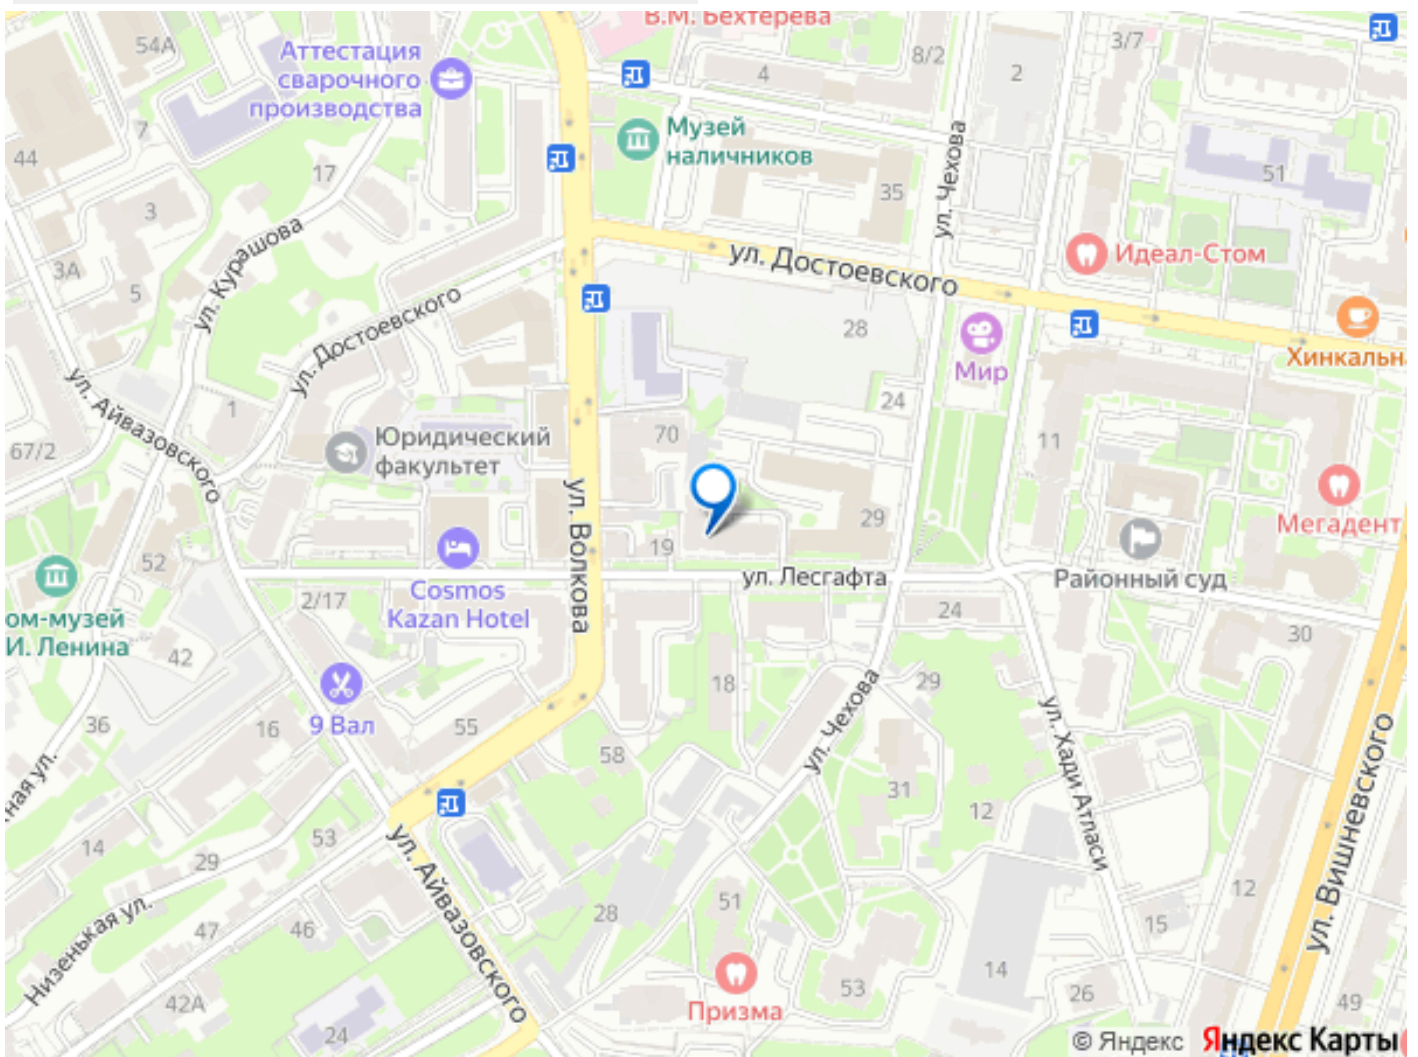 В.М. Бехтерева
54А
Аттестация
сварочного
производства
4
8/2
2
3/7
7
44
17
Музей
наличников
35
ул. Чехова
51
3
3А
5
ул. Курашова
ул. Достоевского
Идеал-Стом
ул. Достоевского
28
Мир
Хинкальна
24
ул. Айвазовского
1
67/2
Юридический
факультет
70
11
Мегадент
ул. Волкова
29
19
52
Cosmos
Kazan Hotel
ул. Лесгафта
Районный суд
2/17
24
30
ом-музей
И. Ленина
42
18
29
ул. Чехова
36
16
9 Вал
55
58
ул. Хади Атласи
ная ул.
31
12
ул. Вишневского
14
29
53
ул. Айвазовского
12
Низенькая ул.
47
46
28
51
15
42А
24
Призма
53
14
26
49
© Яндекс
Яндекс Карты